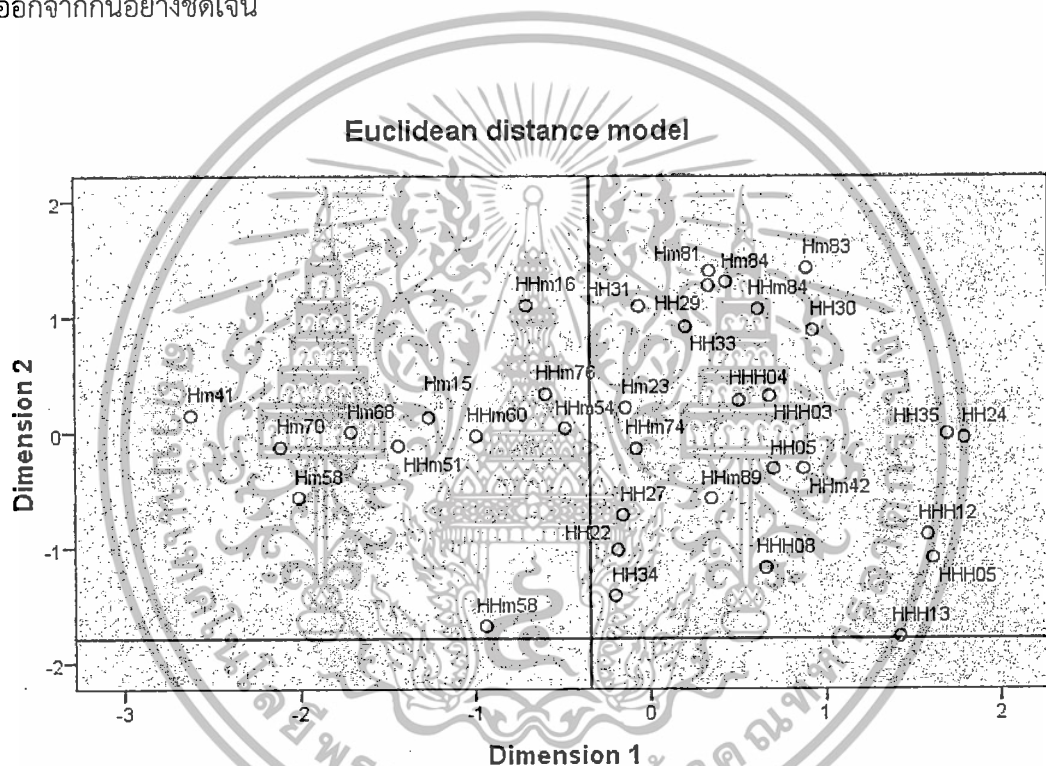 ออกจากกันอย่างชัดเจน
Euclidean distance model
Dimension 2
2
1
0
-1
-2
Hm81
Hm84
Hm83
HHm16
HH31
HH29
HHm84
HH30
HH33
Hm41
Hm15
HHm76
Hm23
HHH04
Hm70
Hm68
HHm60
HHm54
HHm74
HHH03
HH35
HH24
HHm51
HH05
Hm58
HHm89
HHm42
HH27
HH22
HHH12
HH34
HHH08
HHH05
HHm58
HHH13
-3
-2
-1
0
1
2
Dimension 1